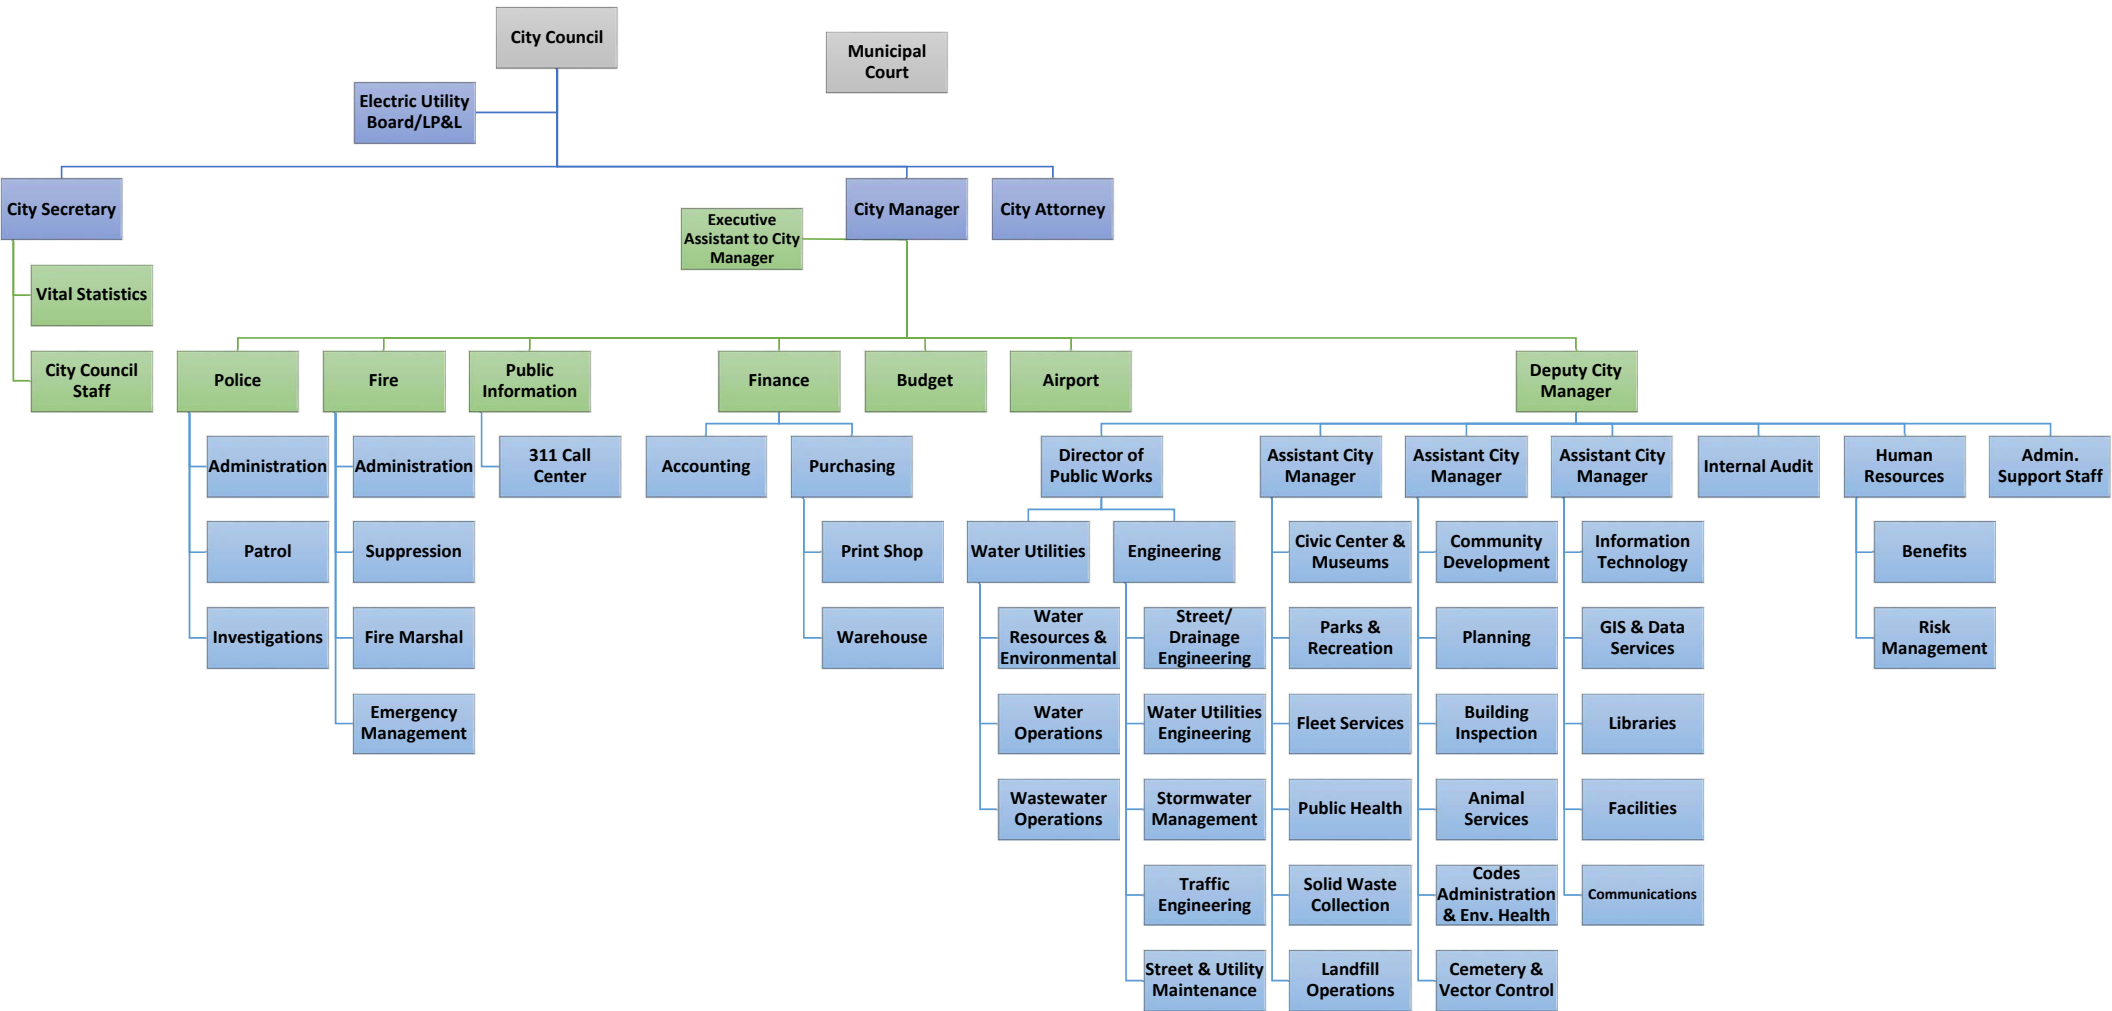 City Council
Municipal
Court
Electric Utility
Board/LP&L
City Secretary
City Manager
City Attorney
Executive
Assistant to City
Manager
Vital Statistics
City Council
Staff
Police
Fire
Public
Information
Finance
Budget
Airport
Deputy City
Manager
Administration
Patrol
Investigations
Administration
Suppression
Fire Marshal
Emergency
Management
311 Call
Center
Accounting
Purchasing
Print Shop
Warehouse
Director of
Public Works
Water Utilities
Water
Resources &
Environmental
Water
Operations
Wastewater
Operations
Engineering
Street/
Drainage
Engineering
Water Utilities
Engineering
Stormwater
Management
Traffic
Engineering
Street & Utility
Maintenance
Assistant City
Manager
Civic Center &
Museums
Parks &
Recreation
Fleet Services
Public Health
Solid Waste
Collection
Landfill
Operations
Assistant City
Manager
Community
Development
Planning
Building
Inspection
Animal
Services
Codes
Administration
& Env. Health
Cemetery &
Vector Control
Assistant City
Manager
Information
Technology
GIS & Data
Services
Libraries
Facilities
Communications
Internal Audit
Human
Resources
Benefits
Risk
Management
Admin.
Support Staff